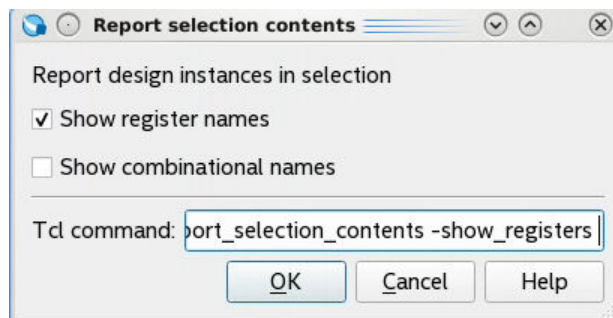 Report selection contents
Report design instances in selection
Show register names
Show combinational names
Tcl command: port_selection_contents -show_registers
OK Cancel Help